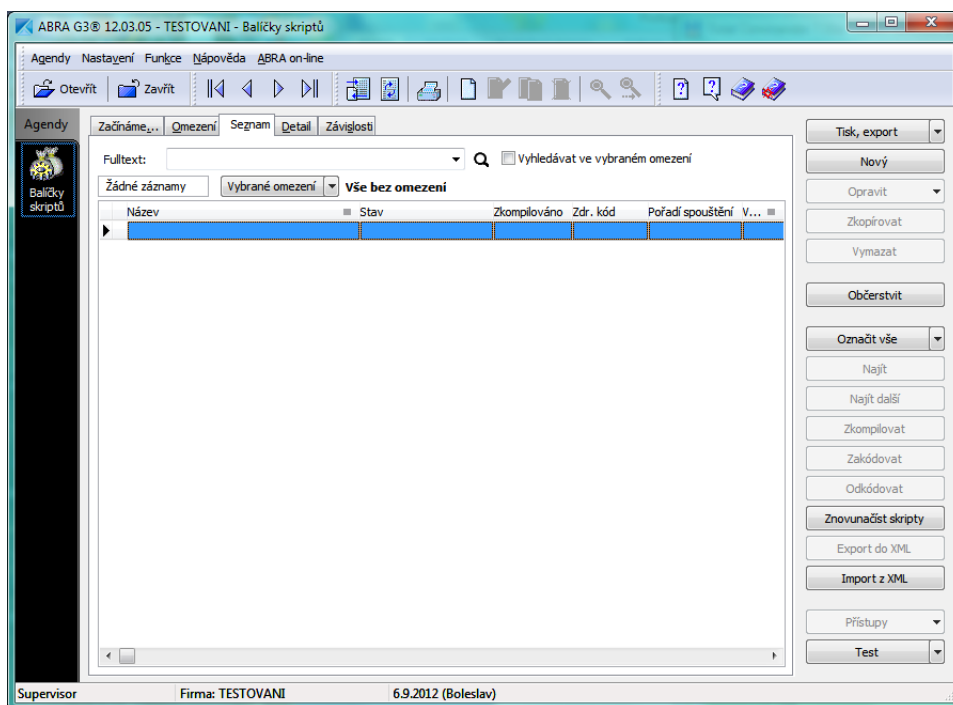 ABRA G3® 12.03.05 - TESTOVANI - Balíčky skriptů
Agendy Nastavení Funkce Nápověda ABRA on-line
Otevřít Zavřít
Agendy
Balíčky
skriptů
Začínáme... Omezení Seznam Detail Závislosti
Fulltext: Vyhledávat ve vybraném omezení
Žádné záznamy Vybrané omezení Vše bez omezení
Název Stav Zkompilováno Zdr. kód Pořadí spouštění V...
Tisk, export
Nový
Opravit
Zkopírovat
Vymazat
Občerstvit
Označit vše
Najít
Najít další
Zkompilovat
Zakódovat
Odkódovat
Znovunačíst skripty
Export do XML
Import z XML
Přístupy
Test
Supervisor Firma: TESTOVANI 6.9.2012 (Boleslav)